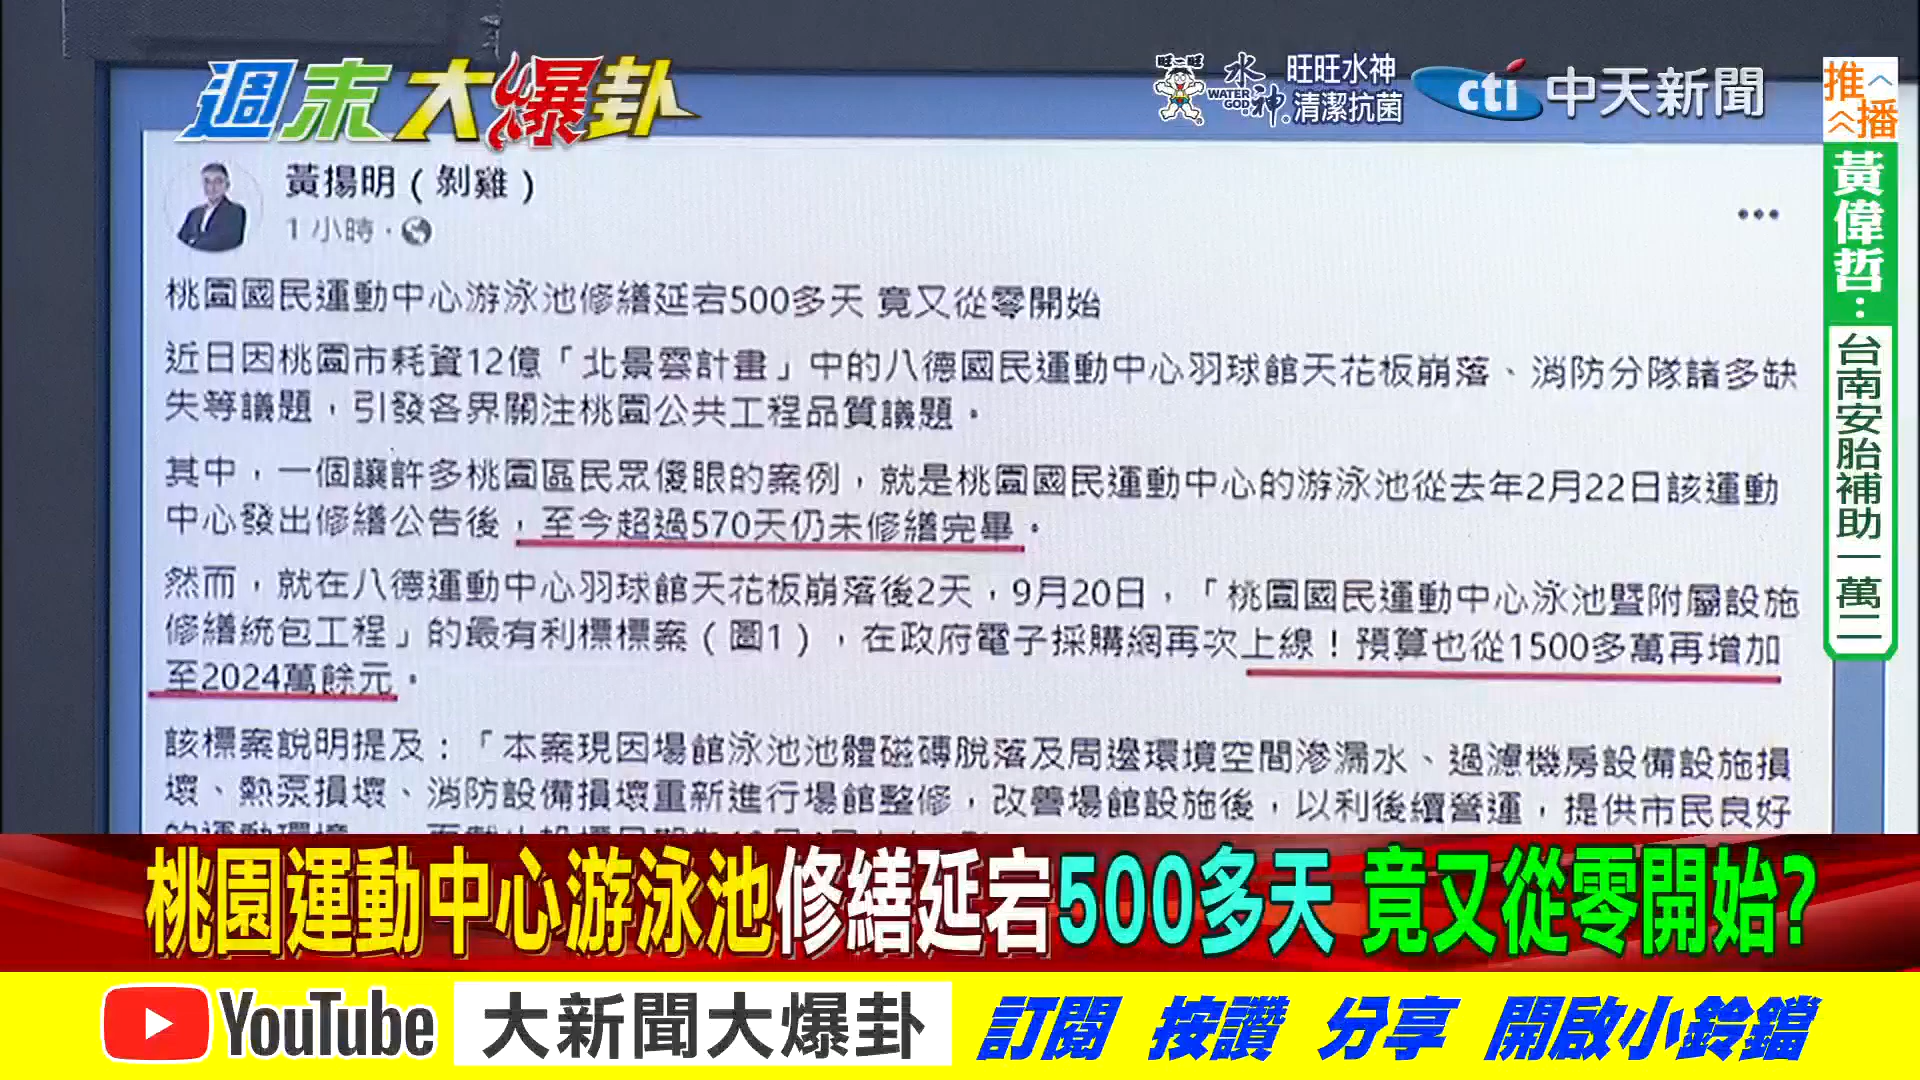 週末大爆卦
旺旺
水神
WATER GOD
旺旺水神
清潔抗菌
cti 中天新聞
推播
黃偉哲：
台南安胎補助一萬二
黃揚明（剝雞）
1 小時
桃園國民運動中心游泳池修繕延宕500多天 竟又從零開始
近日因桃園市耗資12億「北景雲計畫」中的八德國民運動中心羽球館天花板崩落、消防分隊諸多缺
失等議題，引發各界關注桃園公共工程品質議題。
其中，一個讓許多桃園區民眾傻眼的案例，就是桃園國民運動中心的游泳池從去年2月22日該運動
中心發出修繕公告後，至今超過570天仍未修繕完畢。
然而，就在八德運動中心羽球館天花板崩落後2天，9月20日，「桃園國民運動中心泳池暨附屬設施
修繕統包工程」的最有利標標案（圖1），在政府電子採購網再次上線！預算也從1500多萬再增加
至2024萬餘元。
該標案說明提及：「本案現因場館泳池池體磁磚脫落及周邊環境空間滲漏水、過濾機房設備設施損
壞、熱泵損壞、消防設備損壞重新進行場館整修，改善場館設施後，以利後續營運，提供市民良好
桃園運動中心游泳池修繕延宕500多天 竟又從零開始?
YouTube 大新聞大爆卦 訂閱 按讚 分享 開啟小鈴鐺